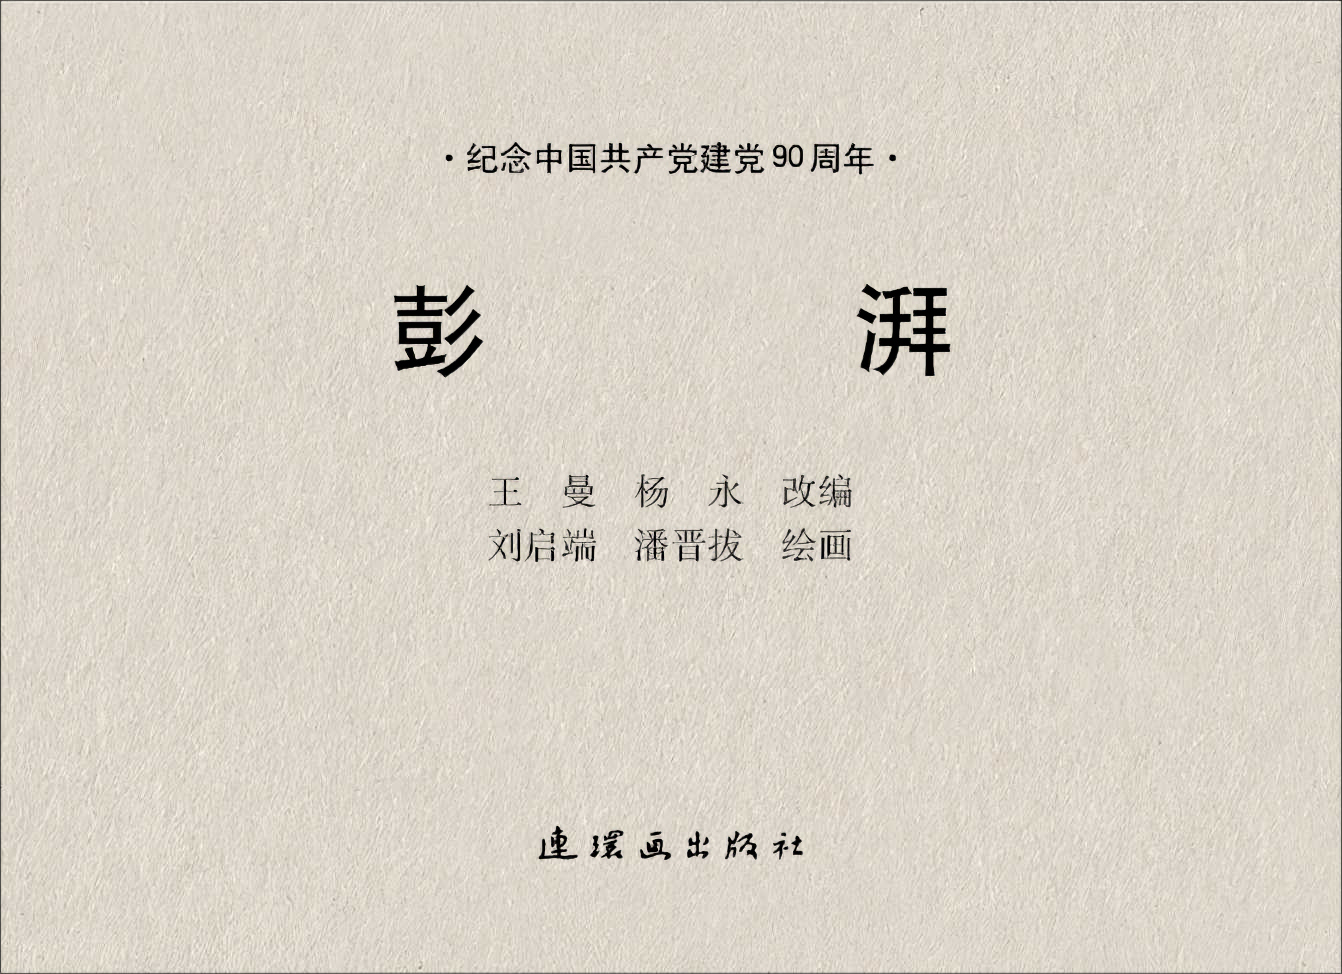 ·纪念中国共产党建党90周年·
彭 湃
王 曼 杨 永 改编
刘启端 潘晋拔 绘画
連環画出版社